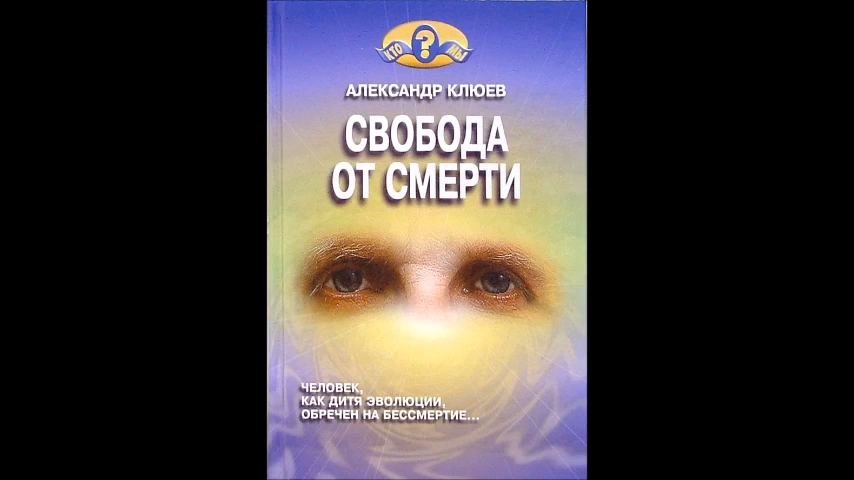 КТО ? МЫ
АЛЕКСАНДР КЛЮЕВ
СВОБОДА
ОТ СМЕРТИ
ЧЕЛОВЕК,
КАК ДИТЯ ЭВОЛЮЦИИ,
ОБРЕЧЕН НА БЕССМЕРТИЕ...